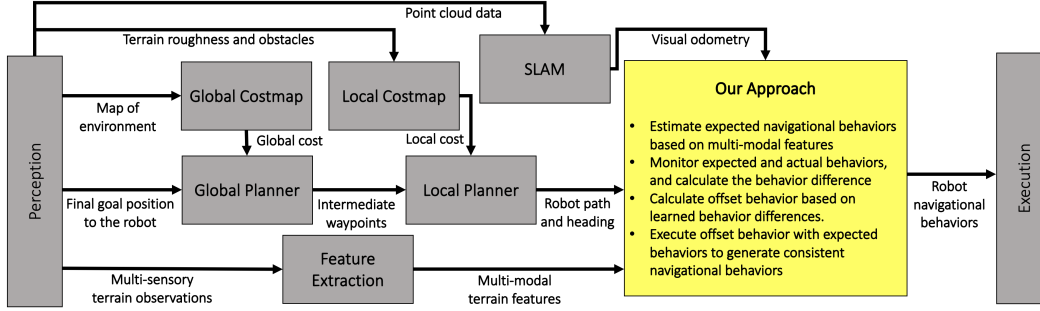 Point cloud data
Terrain roughness and obstacles
Visual odometry
SLAM
Perception
Global Costmap
Local Costmap
Map of
environment
Global cost
Local cost
Global Planner
Local Planner
Final goal position
to the robot
Intermediate
waypoints
Robot path
and heading
Feature
Extraction
Multi-sensory
terrain observations
Multi-modal
terrain features
Our Approach
• Estimate expected navigational behaviors
based on multi-modal features
• Monitor expected and actual behaviors,
and calculate the behavior difference
• Calculate offset behavior based on
learned behavior differences.
• Execute offset behavior with expected
behaviors to generate consistent
navigational behaviors
Robot
navigational
behaviors
Execution